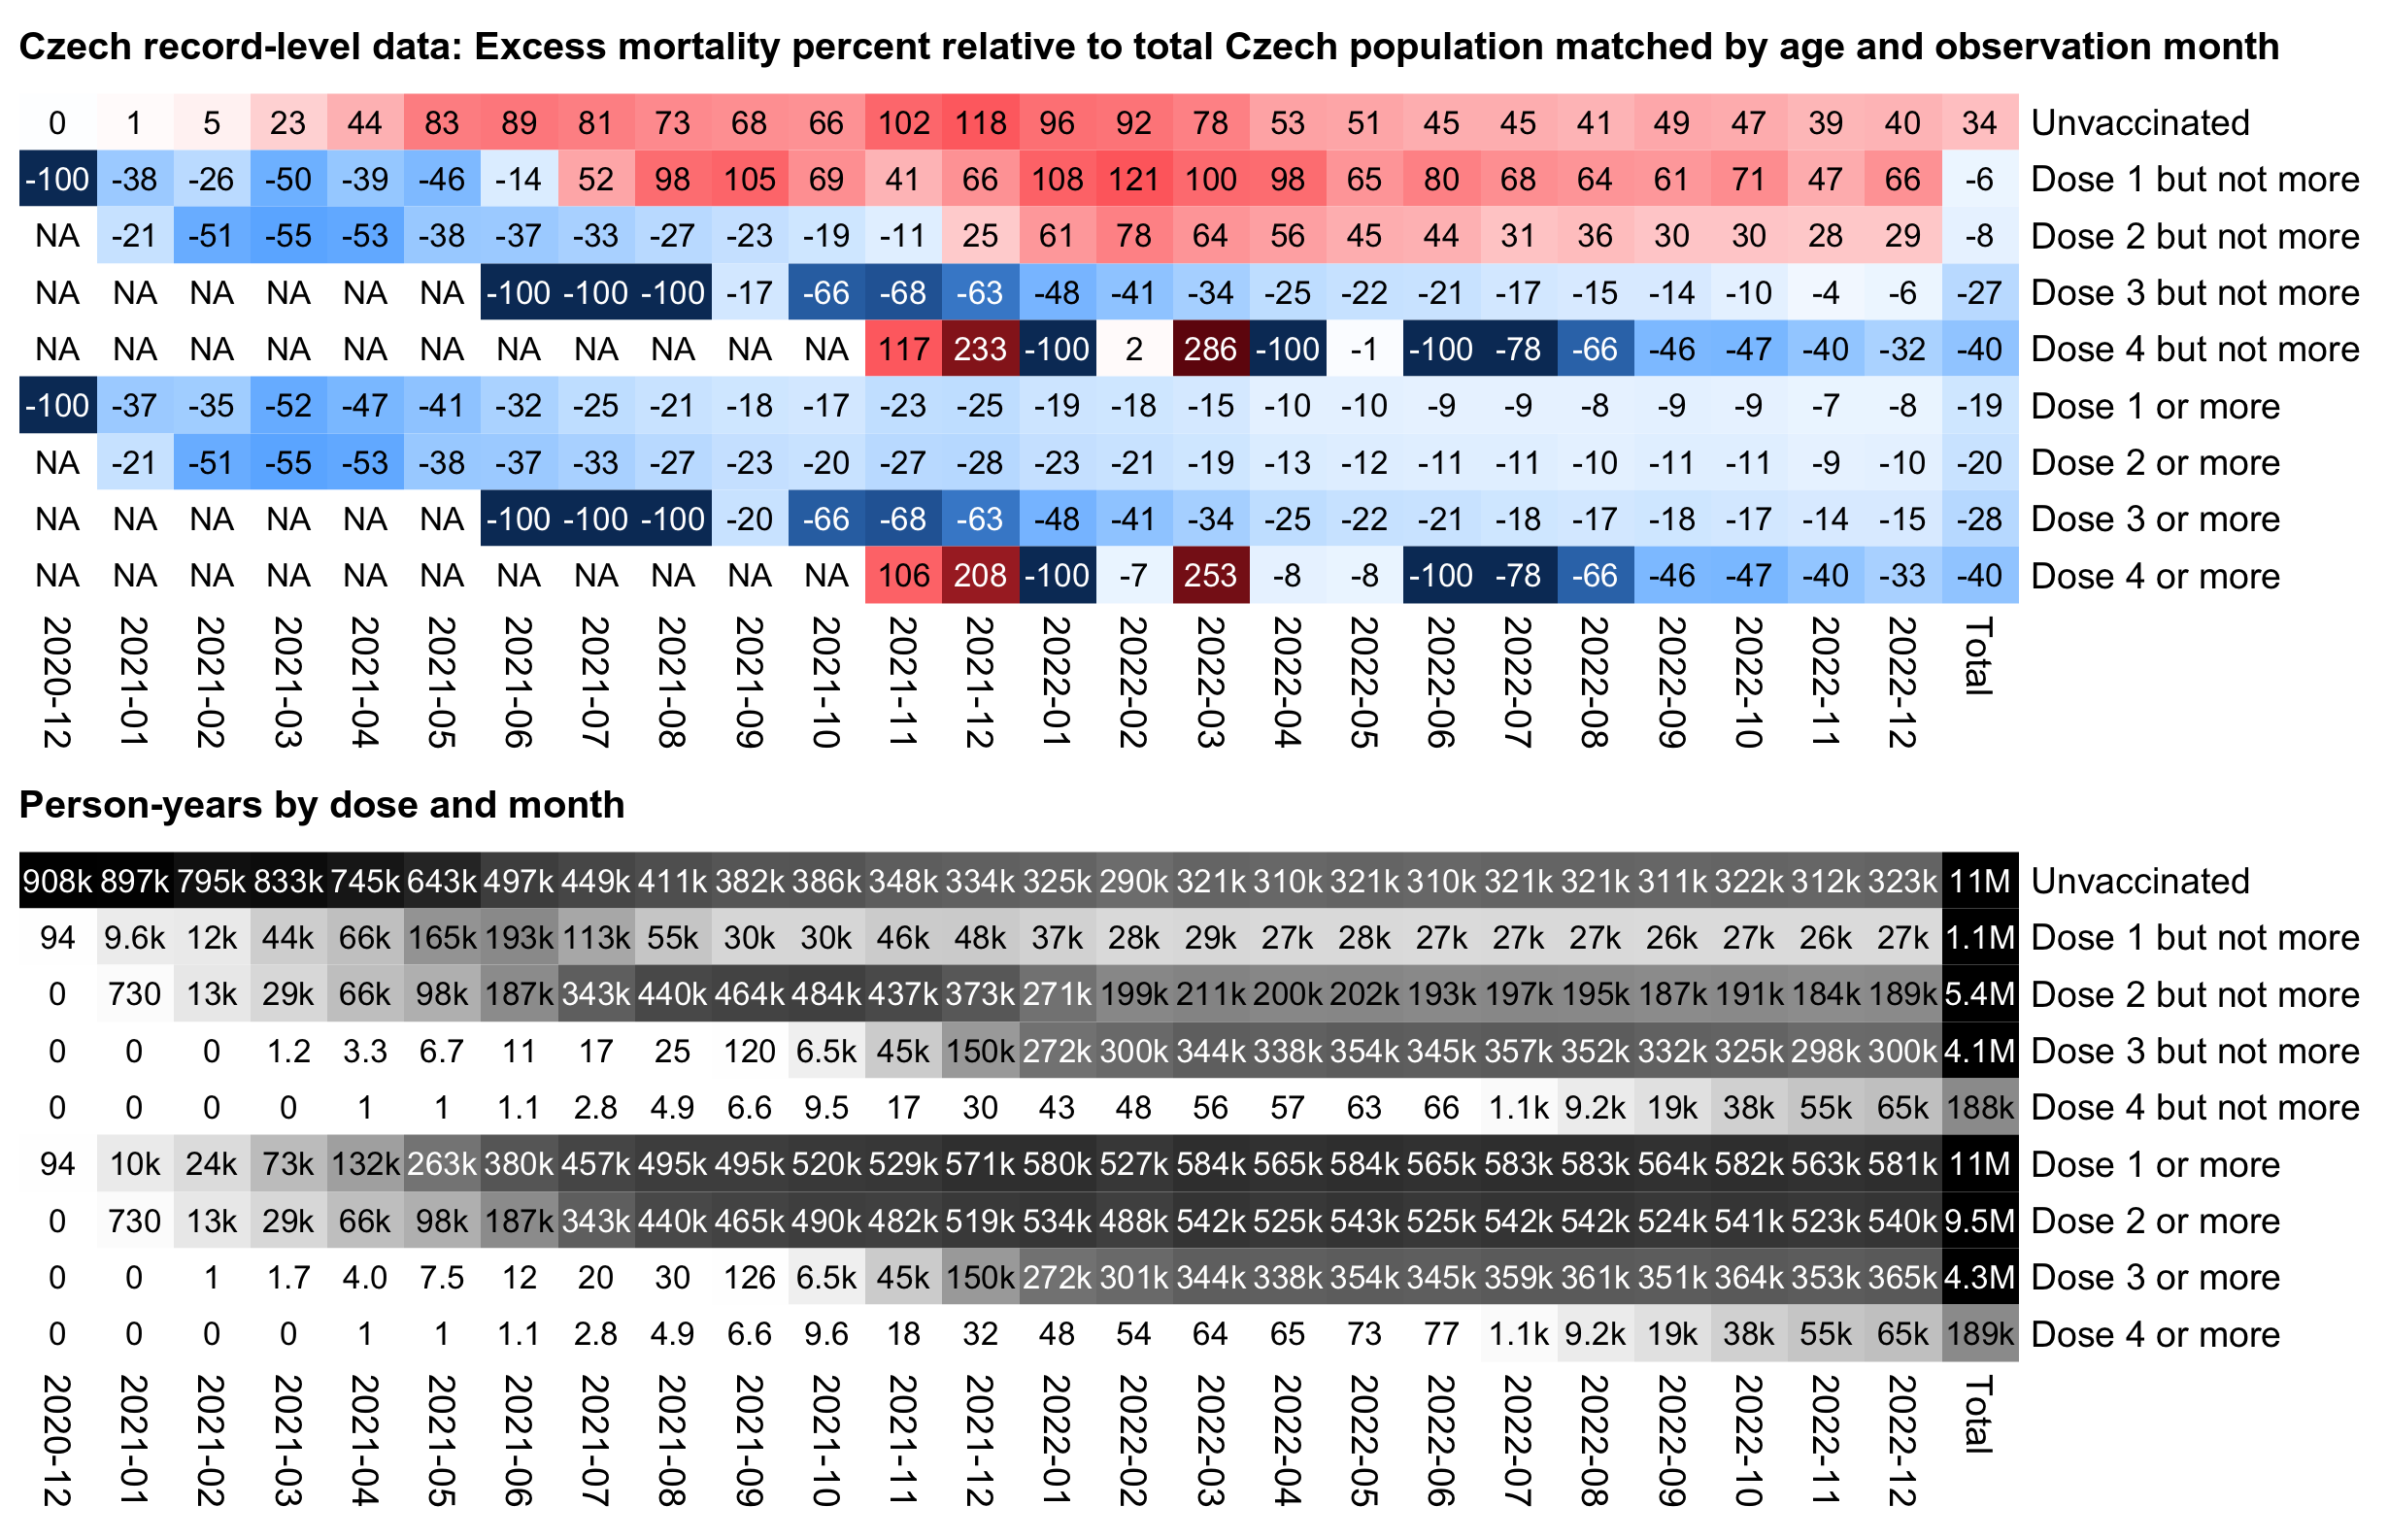 Czech record-level data: Excess mortality percent relative to total Czech population matched by age and observation month
0 1 5 23 44 83 89 81 73 68 66 102 118 96 92 78 53 51 45 45 41 49 47 39 40 34 Unvaccinated
-100 -38 -26 -50 -39 -46 -14 52 98 105 69 41 66 108 121 100 98 65 80 68 64 61 71 47 66 -6 Dose 1 but not more
NA -21 -51 -55 -53 -38 -37 -33 -27 -23 -19 -11 25 61 78 64 56 45 44 31 36 30 30 28 29 -8 Dose 2 but not more
NA NA NA NA NA NA -100 -100 -100 -17 -66 -68 -63 -48 -41 -34 -25 -22 -21 -17 -15 -14 -10 -4 -6 -27 Dose 3 but not more
NA NA NA NA NA NA NA NA NA NA NA 117 233 -100 2 286 -100 -1 -100 -78 -66 -46 -47 -40 -32 -40 Dose 4 but not more
-100 -37 -35 -52 -47 -41 -32 -25 -21 -18 -17 -23 -25 -19 -18 -15 -10 -10 -9 -9 -8 -9 -9 -7 -8 -19 Dose 1 or more
NA -21 -51 -55 -53 -38 -37 -33 -27 -23 -20 -27 -28 -23 -21 -19 -13 -12 -11 -11 -10 -11 -11 -9 -10 -20 Dose 2 or more
NA NA NA NA NA NA -100 -100 -100 -20 -66 -68 -63 -48 -41 -34 -25 -22 -21 -18 -17 -18 -17 -14 -15 -28 Dose 3 or more
NA NA NA NA NA NA NA NA NA NA NA 106 208 -100 -7 253 -8 -8 -100 -78 -66 -46 -47 -40 -33 -40 Dose 4 or more
2020-12 2021-01 2021-02 2021-03 2021-04 2021-05 2021-06 2021-07 2021-08 2021-09 2021-10 2021-11 2021-12 2022-01 2022-02 2022-03 2022-04 2022-05 2022-06 2022-07 2022-08 2022-09 2022-10 2022-11 2022-12 Total
Person-years by dose and month
908k 897k 795k 833k 745k 643k 497k 449k 411k 382k 386k 348k 334k 325k 290k 321k 310k 321k 310k 321k 321k 311k 322k 312k 323k 11M Unvaccinated
94 9.6k 12k 44k 66k 165k 193k 113k 55k 30k 30k 46k 48k 37k 28k 29k 27k 28k 27k 27k 27k 26k 27k 26k 27k 1.1M Dose 1 but not more
0 730 13k 29k 66k 98k 187k 343k 440k 464k 484k 437k 373k 271k 199k 211k 200k 202k 193k 197k 195k 187k 191k 184k 189k 5.4M Dose 2 but not more
0 0 0 1.2 3.3 6.7 11 17 25 120 6.5k 45k 150k 272k 300k 344k 338k 354k 345k 357k 352k 332k 325k 298k 300k 4.1M Dose 3 but not more
0 0 0 0 1 1 1.1 2.8 4.9 6.6 9.5 17 30 43 48 56 57 63 66 1.1k 9.2k 19k 38k 55k 65k 188k Dose 4 but not more
94 10k 24k 73k 132k 263k 380k 457k 495k 495k 520k 529k 571k 580k 527k 584k 565k 584k 565k 583k 583k 564k 582k 563k 581k 11M Dose 1 or more
0 730 13k 29k 66k 98k 187k 343k 440k 465k 490k 482k 519k 534k 488k 542k 525k 543k 525k 542k 542k 524k 541k 523k 540k 9.5M Dose 2 or more
0 0 1 1.7 4.0 7.5 12 20 30 126 6.5k 45k 150k 272k 301k 344k 338k 354k 345k 359k 361k 351k 364k 353k 365k 4.3M Dose 3 or more
0 0 0 0 1 1 1.1 2.8 4.9 6.6 9.6 18 32 48 54 64 65 73 77 1.1k 9.2k 19k 38k 55k 65k 189k Dose 4 or more
2020-12 2021-01 2021-02 2021-03 2021-04 2021-05 2021-06 2021-07 2021-08 2021-09 2021-10 2021-11 2021-12 2022-01 2022-02 2022-03 2022-04 2022-05 2022-06 2022-07 2022-08 2022-09 2022-10 2022-11 2022-12 Total